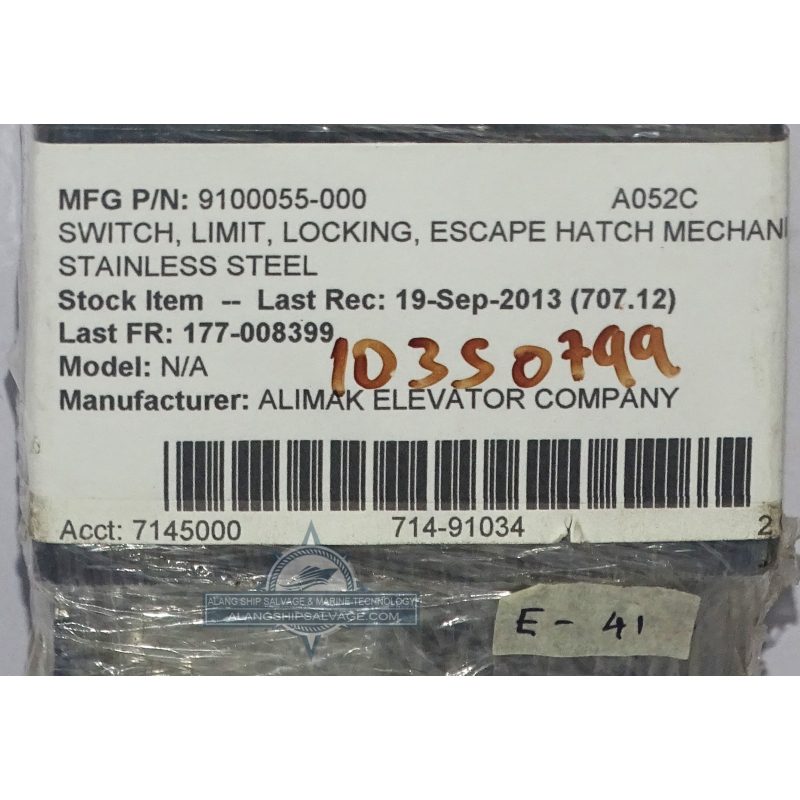 MFG P/N: 9100055-000 A052C
SWITCH, LIMIT, LOCKING, ESCAPE HATCH MECHANI
STAINLESS STEEL
Stock Item -- Last Rec: 19-Sep-2013 (707.12)
Last FR: 177-008399
10350799
Model: N/A
Manufacturer: ALIMAK ELEVATOR COMPANY
Acct: 7145000 714-91034 2
ALANG SHIP SALVAGE & MARINE TECHNOLOGY
ALANGSHIPSALVAGE.COM
E - 41